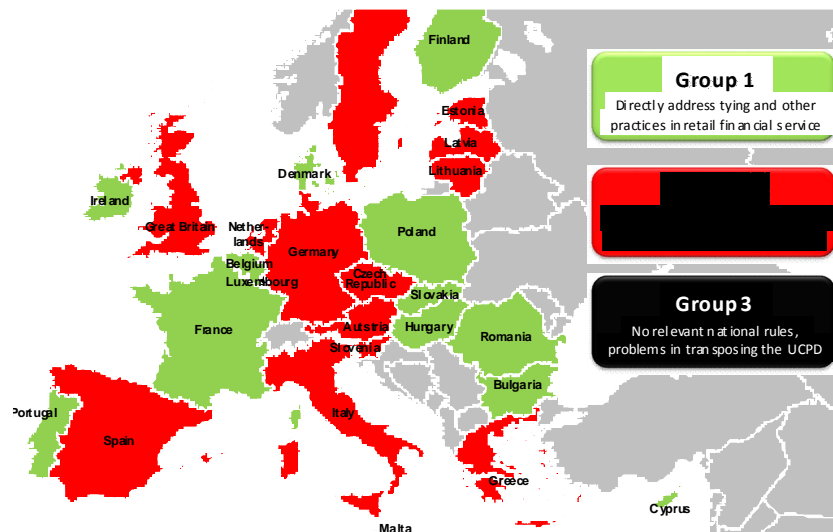 Finland
Group 1
Directly address tying and other
practices in retail financial service
Estonia
Latvia
Lithuania
Denmark
Ireland
Great Britain
Nether-
lands
Germany
Poland
Belgium
Luxembourg
Czech
Republic
Slovakia
Group 3
No relevant national rules,
problems in transposing the UCPD
France
Autstria
Hungary
Romania
Slovenia
Bulgaria
Portugal
Spain
Italy
Greece
Cyprus
Malta